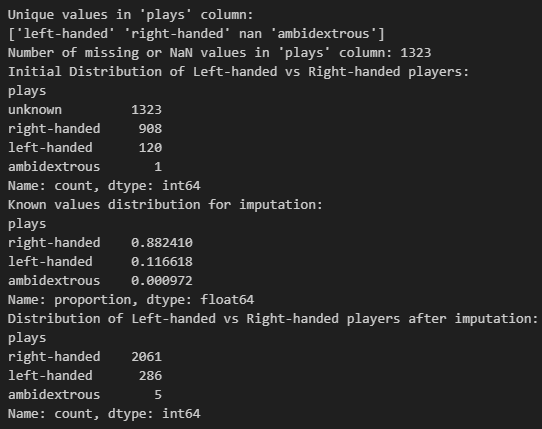 Unique values in 'plays' column:
['left-handed' 'right-handed' nan 'ambidextrous']
Number of missing or NaN values in 'plays' column: 1323
Initial Distribution of Left-handed vs Right-handed players:
plays
unknown 1323
right-handed 908
left-handed 120
ambidextrous 1
Name: count, dtype: int64
Known values distribution for imputation:
plays
right-handed 0.882410
left-handed 0.116618
ambidextrous 0.000972
Name: proportion, dtype: float64
Distribution of Left-handed vs Right-handed players after imputation:
plays
right-handed 2061
left-handed 286
ambidextrous 5
Name: count, dtype: int64